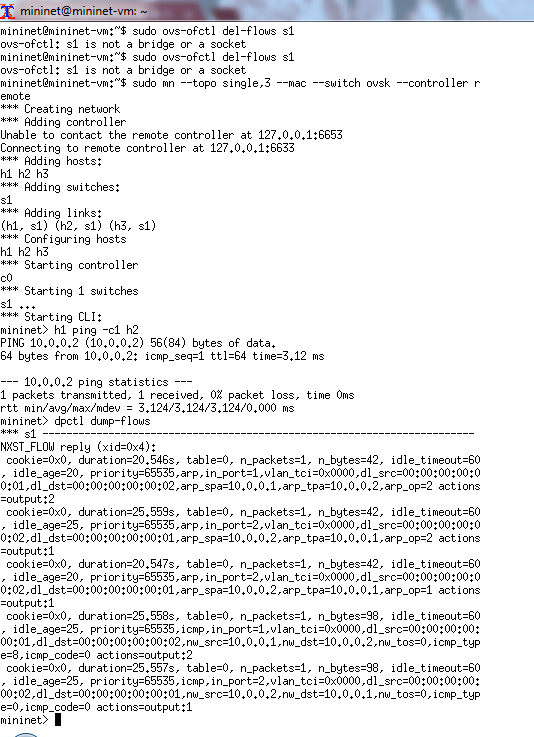 mininet@mininet-vm: ~
mininet@mininet-vm:~$ sudo ovs-ofctl del-flows s1
ovs-ofctl: s1 is not a bridge or a socket
mininet@mininet-vm:~$ sudo ovs-ofctl del-flows s1
ovs-ofctl: s1 is not a bridge or a socket
mininet@mininet-vm:~$ sudo mn --topo single,3 --mac --switch ovsk --controller r
emote
*** Creating network
*** Adding controller
Unable to contact the remote controller at 127.0.0.1:6653
Connecting to remote controller at 127.0.0.1:6633
*** Adding hosts:
h1 h2 h3
*** Adding switches:
s1
*** Adding links:
(h1, s1) (h2, s1) (h3, s1)
*** Configuring hosts
h1 h2 h3
*** Starting controller
c0
*** Starting 1 switches
s1 ...
*** Starting CLI:
mininet> h1 ping -c1 h2
PING 10.0.0.2 (10.0.0.2) 56(84) bytes of data.
64 bytes from 10.0.0.2: icmp_seq=1 ttl=64 time=3.12 ms

--- 10.0.0.2 ping statistics ---
1 packets transmitted, 1 received, 0% packet loss, time 0ms
rtt min/avg/max/mdev = 3.124/3.124/3.124/0.000 ms
mininet> dpctl dump-flows
*** s1 ------------------------------------------------------------------------
NXST_FLOW reply (xid=0x4):
 cookie=0x0, duration=20.546s, table=0, n_packets=1, n_bytes=42, idle_timeout=60
, idle_age=20, priority=65535,arp,in_port=1,vlan_tci=0x0000,dl_src=00:00:00:00:0
0:01,dl_dst=00:00:00:00:00:02,arp_spa=10.0.0.1,arp_tpa=10.0.0.2,arp_op=2 actions
=output:2
 cookie=0x0, duration=25.559s, table=0, n_packets=1, n_bytes=42, idle_timeout=60
, idle_age=25, priority=65535,arp,in_port=2,vlan_tci=0x0000,dl_src=00:00:00:00:0
0:02,dl_dst=00:00:00:00:00:01,arp_spa=10.0.0.2,arp_tpa=10.0.0.1,arp_op=2 actions
=output:1
 cookie=0x0, duration=20.547s, table=0, n_packets=1, n_bytes=42, idle_timeout=60
, idle_age=20, priority=65535,arp,in_port=2,vlan_tci=0x0000,dl_src=00:00:00:00:0
0:02,dl_dst=00:00:00:00:00:01,arp_spa=10.0.0.2,arp_tpa=10.0.0.1,arp_op=1 actions
=output:1
 cookie=0x0, duration=25.558s, table=0, n_packets=1, n_bytes=98, idle_timeout=60
, idle_age=25, priority=65535,icmp,in_port=1,vlan_tci=0x0000,dl_src=00:00:00:00:
00:01,dl_dst=00:00:00:00:00:02,nw_src=10.0.0.1,nw_dst=10.0.0.2,nw_tos=0,icmp_typ
e=8,icmp_code=0 actions=output:2
 cookie=0x0, duration=25.557s, table=0, n_packets=1, n_bytes=98, idle_timeout=60
, idle_age=25, priority=65535,icmp,in_port=2,vlan_tci=0x0000,dl_src=00:00:00:00:
00:02,dl_dst=00:00:00:00:00:01,nw_src=10.0.0.2,nw_dst=10.0.0.1,nw_tos=0,icmp_typ
e=0,icmp_code=0 actions=output:1
mininet>